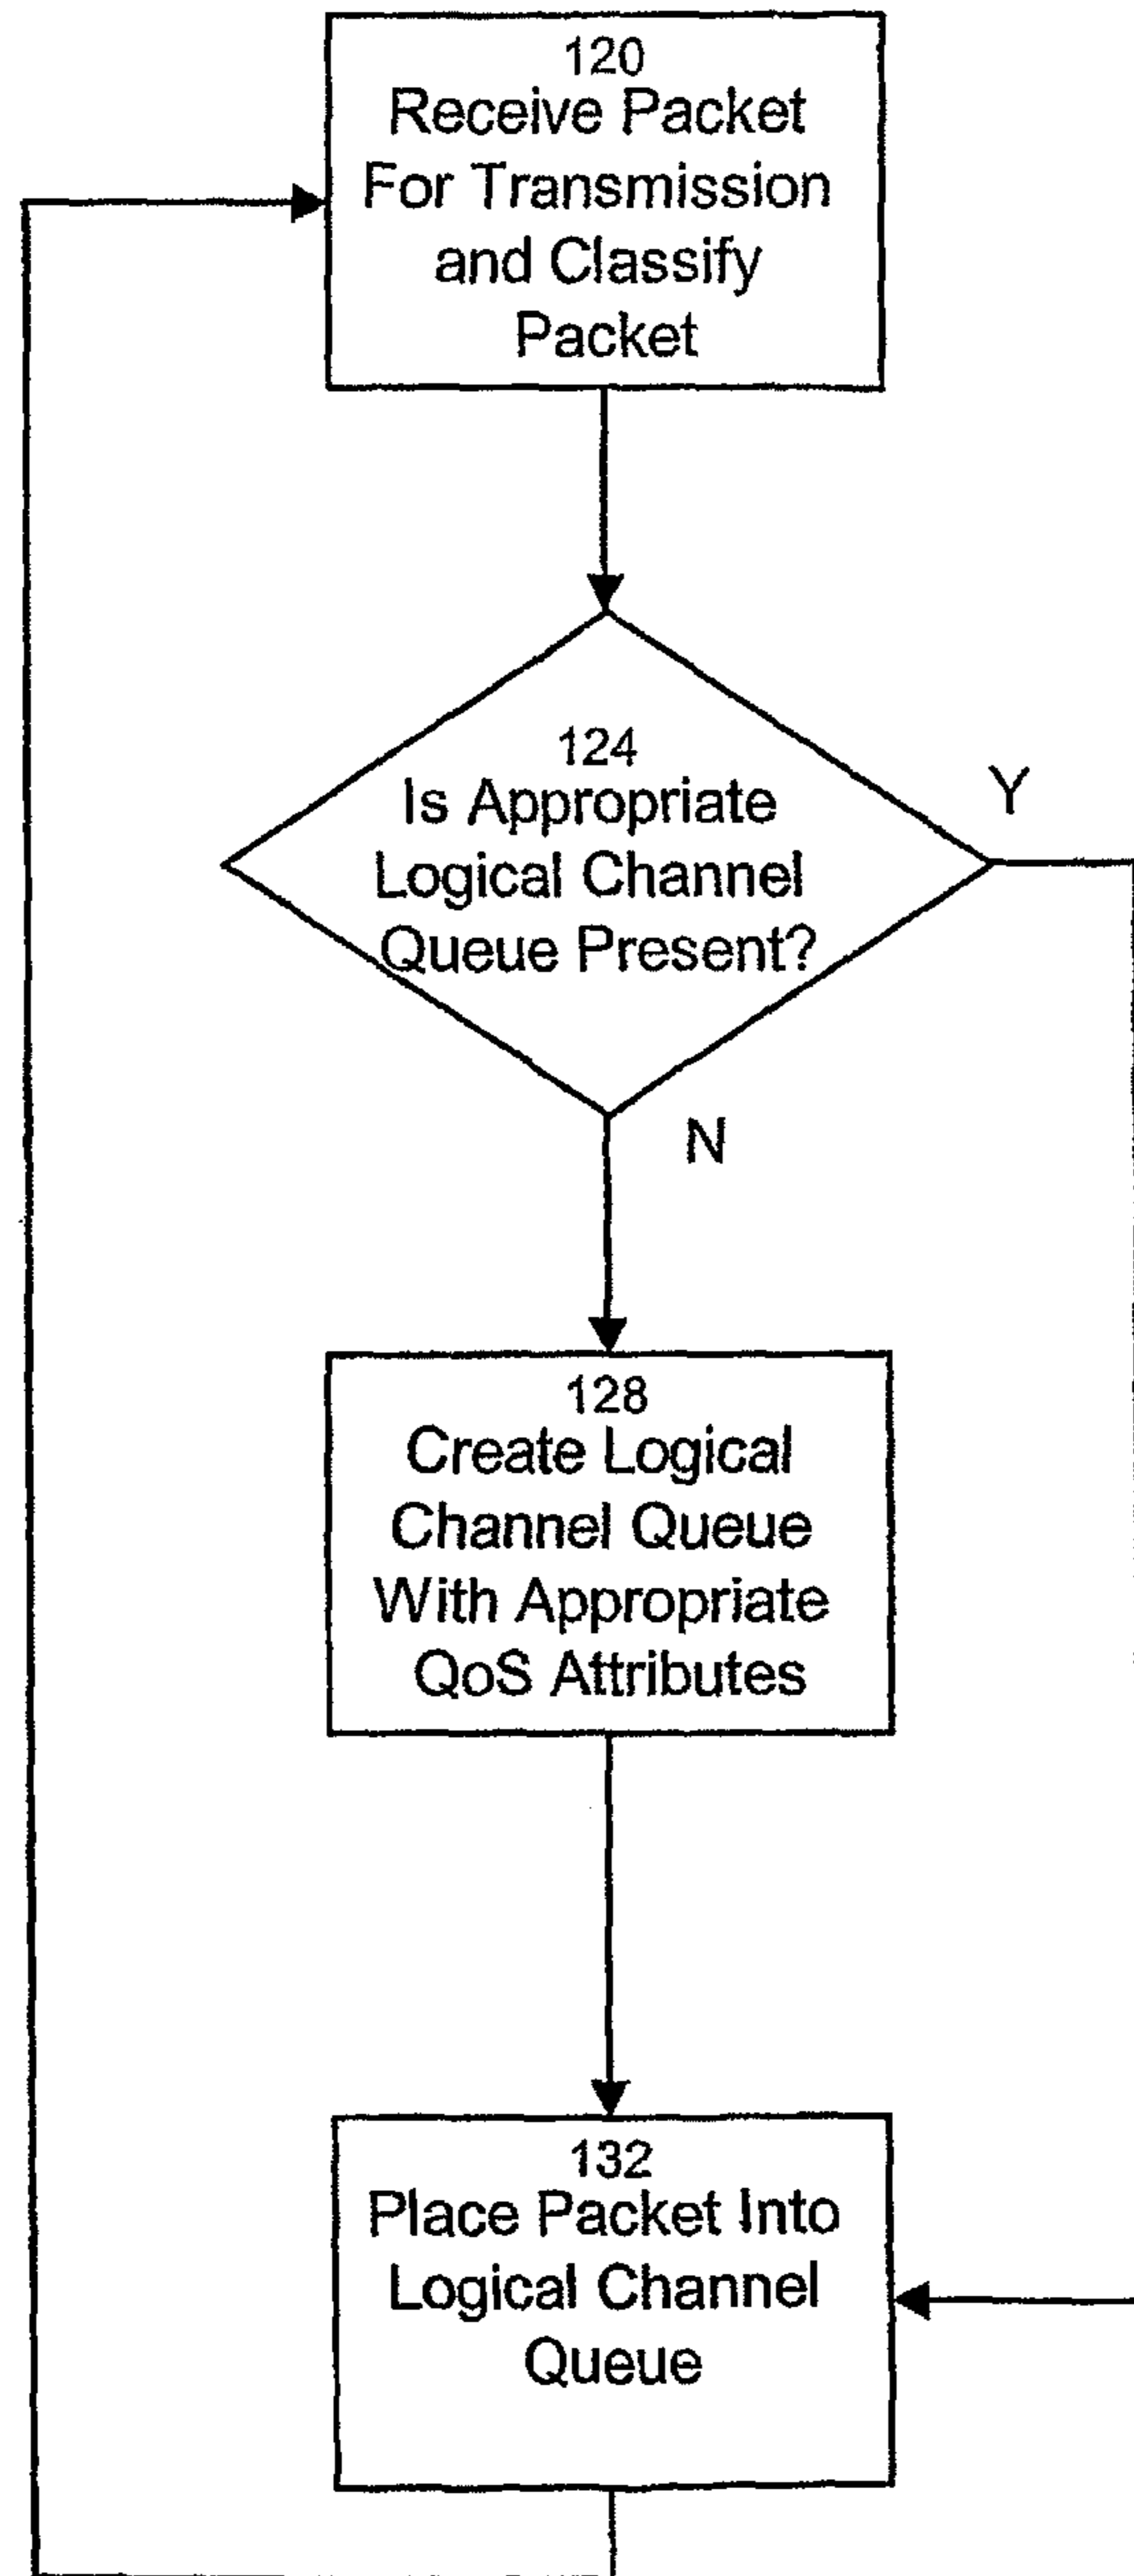 120
Receive Packet
For Transmission
and Classify
Packet
124
Is Appropriate
Logical Channel
Queue Present?
Y
N
128
Create Logical
Channel Queue
With Appropriate
QoS Attributes
132
Place Packet Into
Logical Channel
Queue